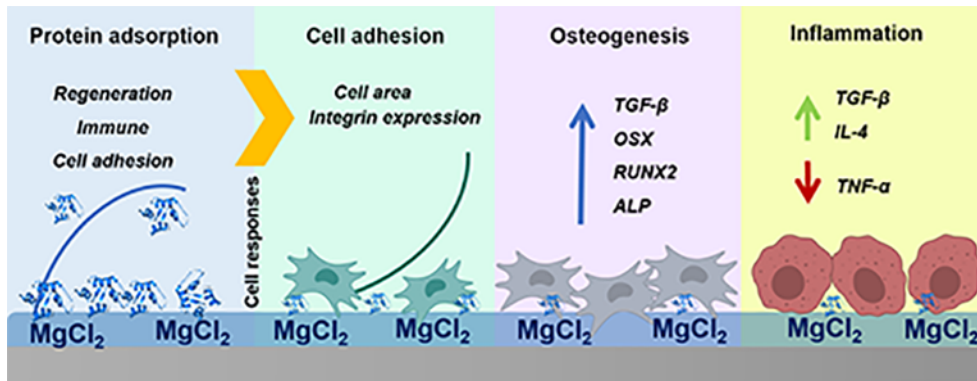 Protein adsorption
Regeneration
Immune
Cell adhesion
MgCl₂
MgCl₂
Cell responses
Cell adhesion
Cell area
Integrin expression
MgCl₂
MgCl₂
Osteogenesis
TGF-β
OSX
RUNX2
ALP
MgCl₂
MgCl₂
Inflammation
TGF-β
IL-4
TNF-α
MgCl₂
MgCl₂